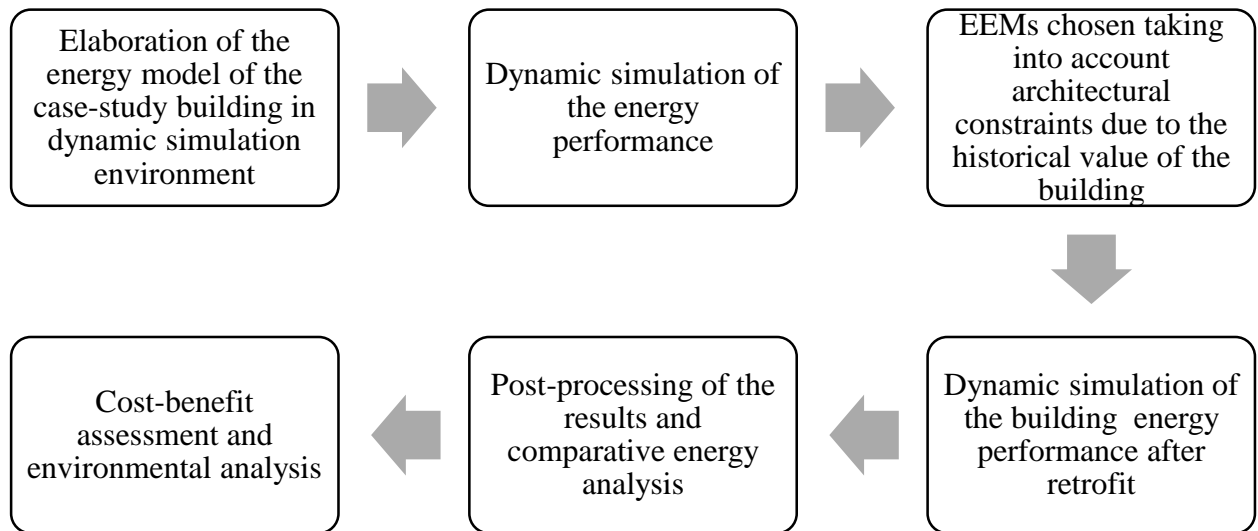 Elaboration of the
energy model of the
case-study building in
dynamic simulation
environment
Dynamic simulation of
the energy
performance
EEMs chosen taking
into account
architectural
constraints due to the
historical value of the
building
Dynamic simulation of
the building energy
performance after
retrofit
Post-processing of the
results and
comparative energy
analysis
Cost-benefit
assessment and
environmental analysis